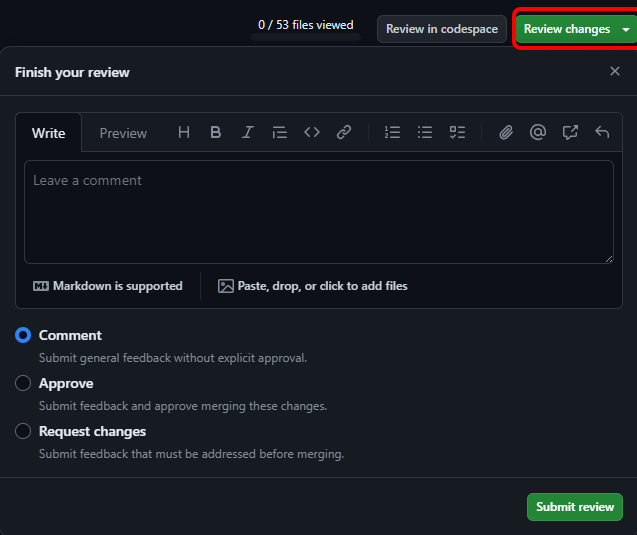 0 / 53 files viewed
Review in codespace
Review changes
Finish your review
Write
Preview
Leave a comment
Markdown is supported
Paste, drop, or click to add files
Comment
Submit general feedback without explicit approval.
Approve
Submit feedback and approve merging these changes.
Request changes
Submit feedback that must be addressed before merging.
Submit review